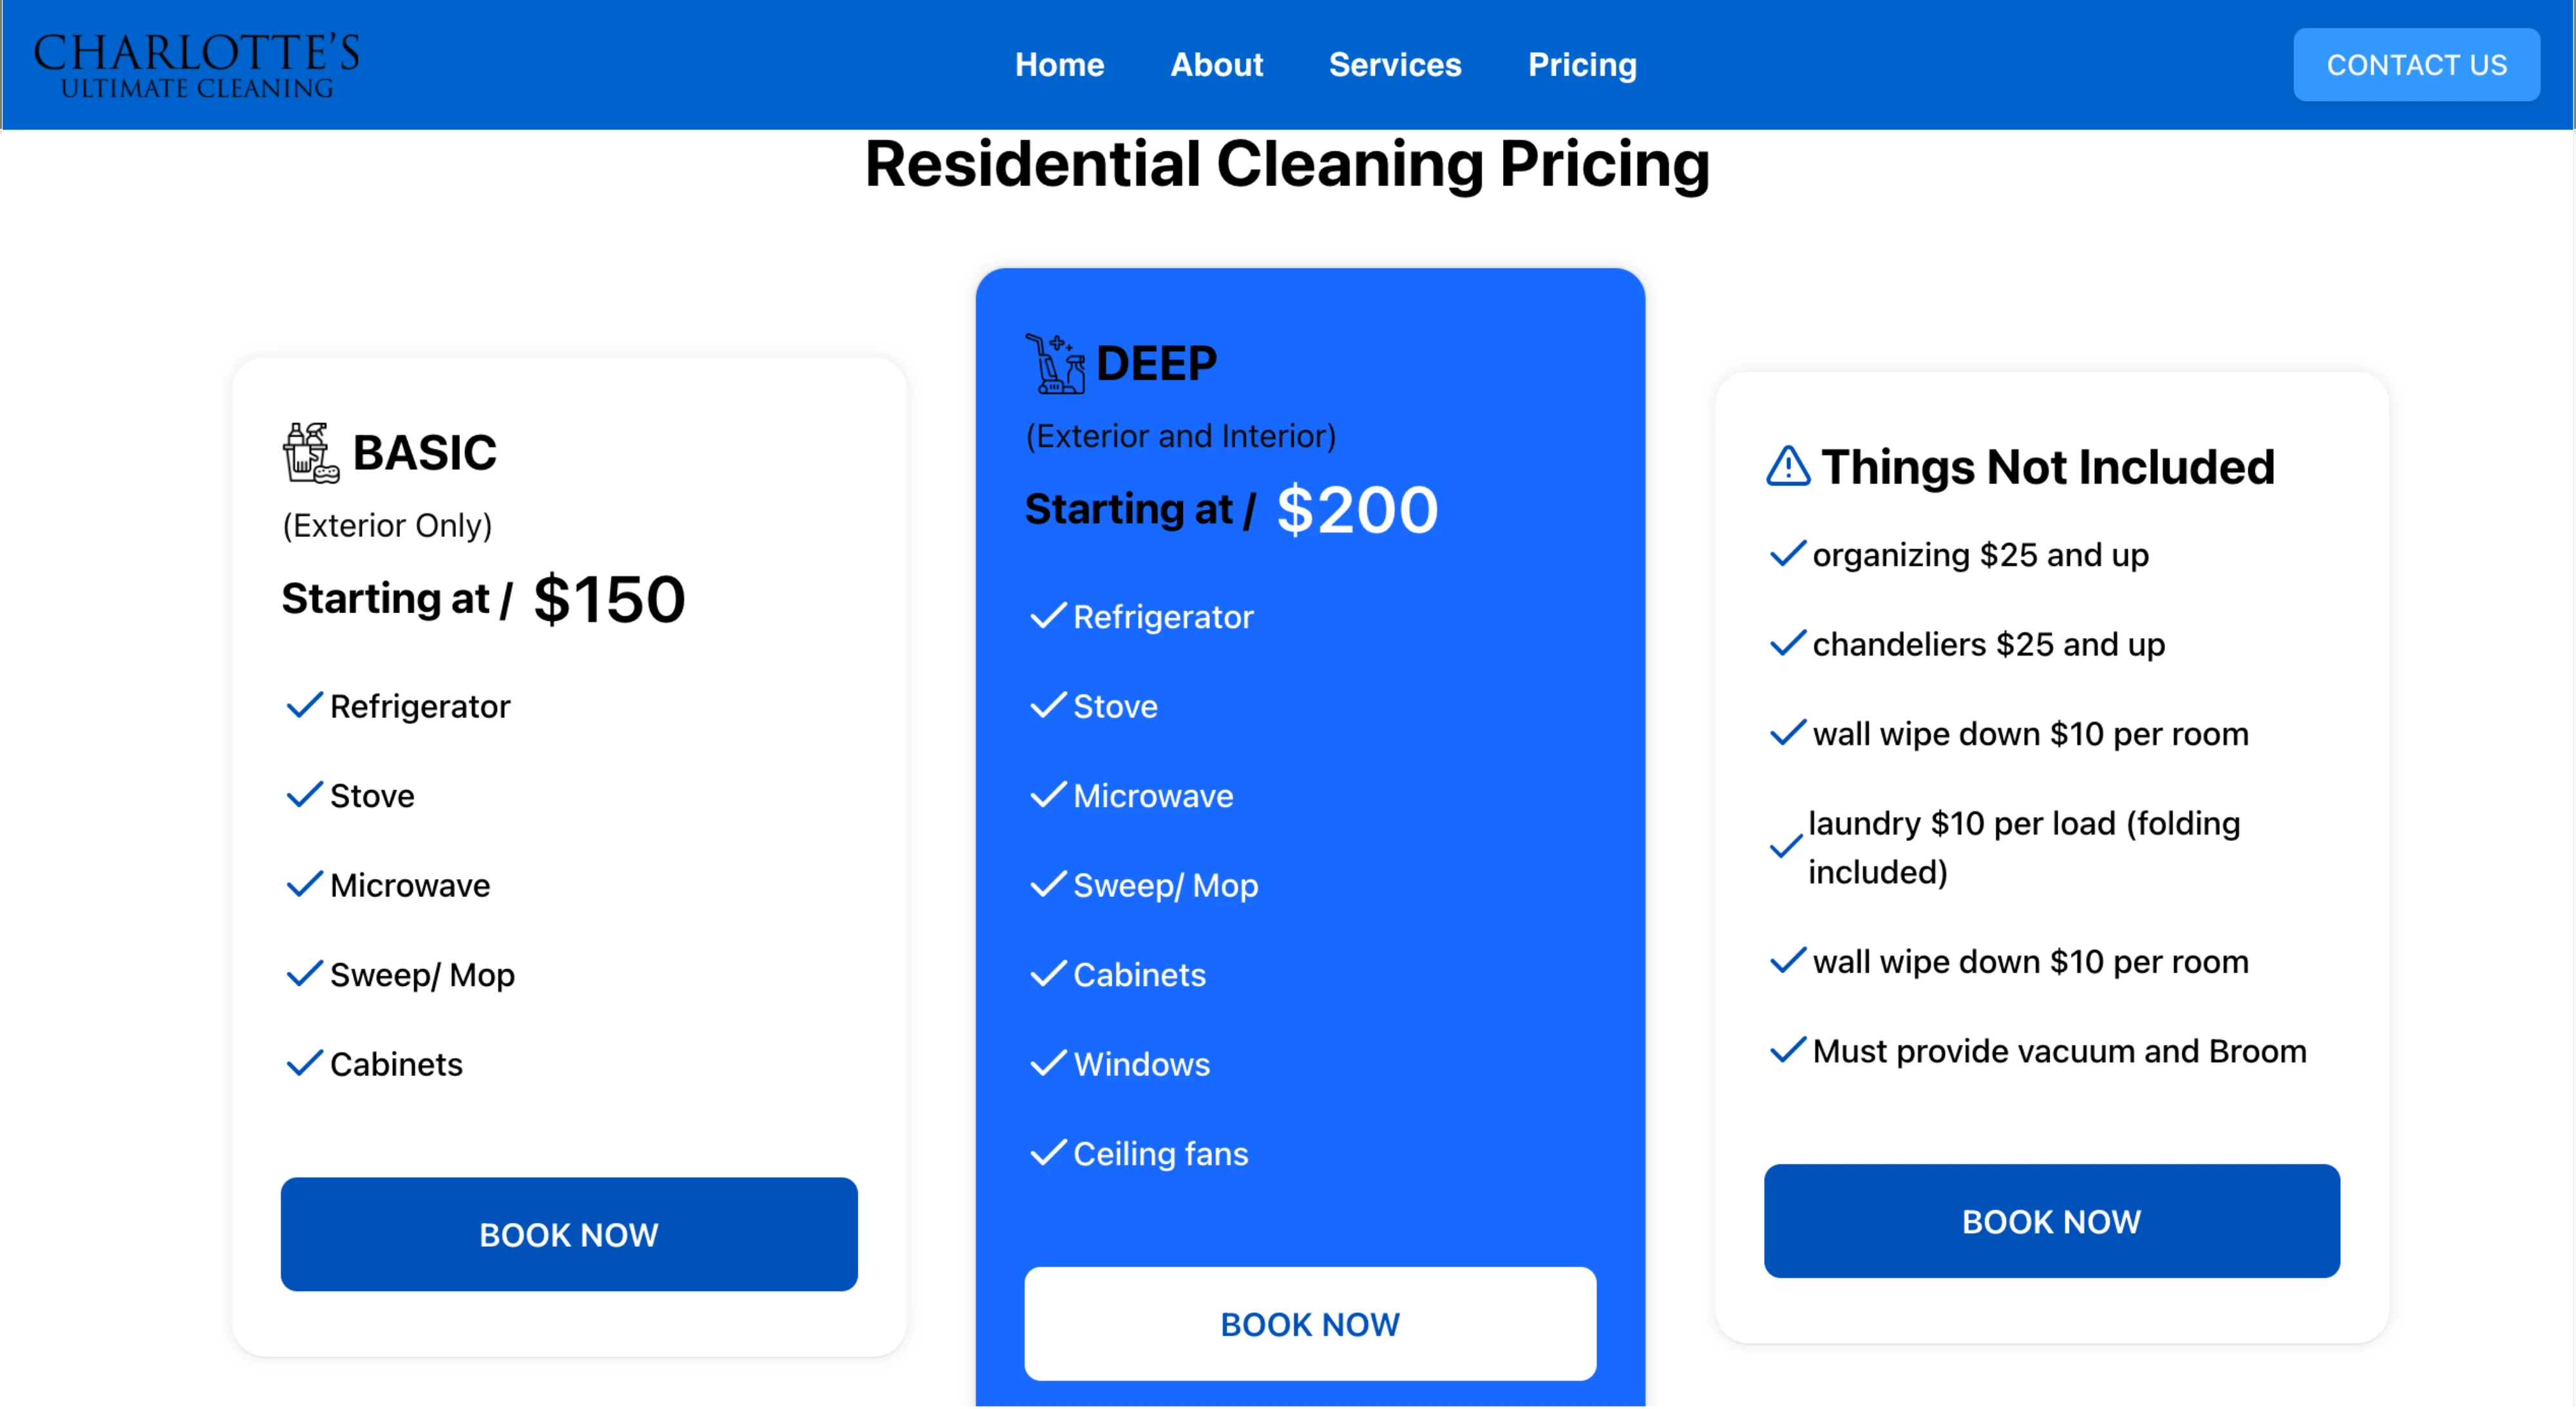 CHARLOTTE'S
ULTIMATE CLEANING
Home About Services Pricing
CONTACT US
Residential Cleaning Pricing
BASIC
(Exterior Only)
Starting at / $150
Refrigerator
Stove
Microwave
Sweep/ Mop
Cabinets
BOOK NOW
DEEP
(Exterior and Interior)
Starting at / $200
Refrigerator
Stove
Microwave
Sweep/ Mop
Cabinets
Windows
Ceiling fans
BOOK NOW
Things Not Included
organizing $25 and up
chandeliers $25 and up
wall wipe down $10 per room
laundry $10 per load (folding
included)
wall wipe down $10 per room
Must provide vacuum and Broom
BOOK NOW